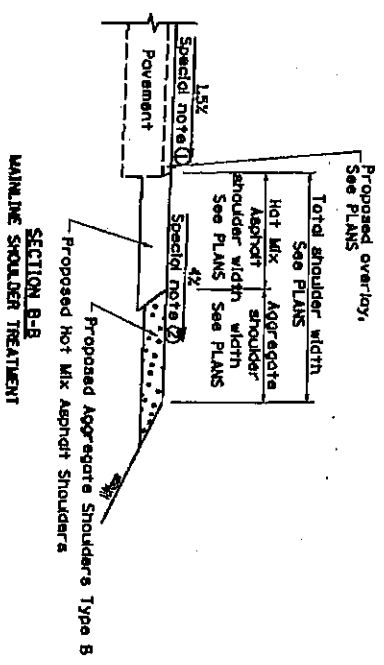 Proposed overlay,
See PLANS
Total shoulder width
See PLANS
Hot Mix
Asphalt
shoulder width
See PLANS
Aggregate
shoulder
width
See PLANS
1.5%
Special note ①
4%
Special note ②
Pavement
Proposed Aggregate Shoulders Type B
Proposed Hot Mix Asphalt Shoulders
SECTION B-B
MAINLINE SHOULDER TREATMENT